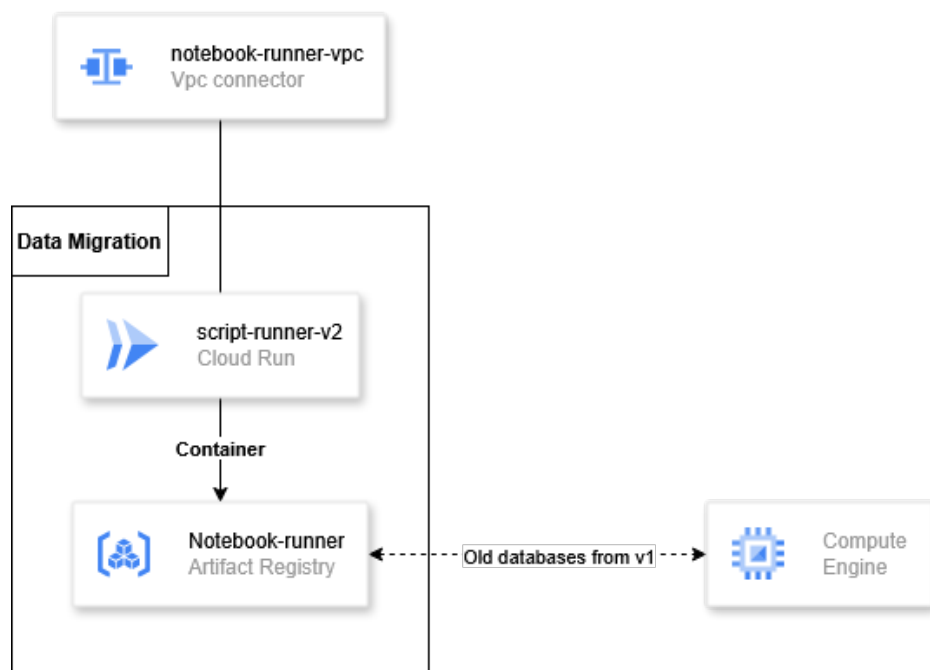 notebook-runner-vpc
Vpc connector
Data Migration
script-runner-v2
Cloud Run
Container
Notebook-runner
Artifact Registry
Old databases from v1
Compute
Engine